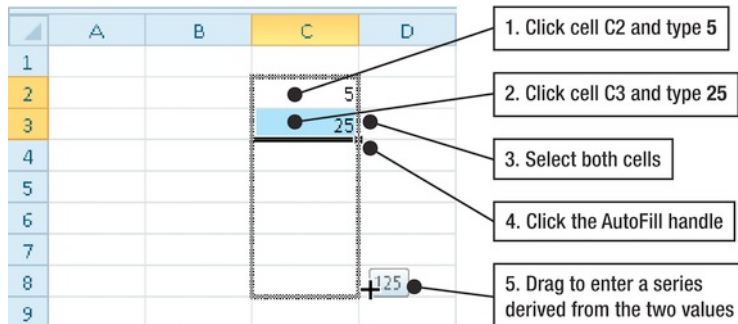 A B C D
1
2 5
3 25
4
5
6
7
8 125
9
1. Click cell C2 and type 5
2. Click cell C3 and type 25
3. Select both cells
4. Click the AutoFill handle
5. Drag to enter a series
derived from the two values